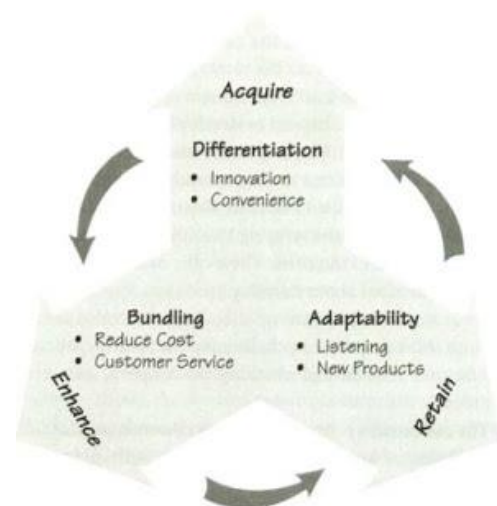 Acquire
Differentiation
• Innovation
• Convenience
Bundling
• Reduce Cost
• Customer Service
Adaptability
• Listening
• New Products
Enhance
Retain